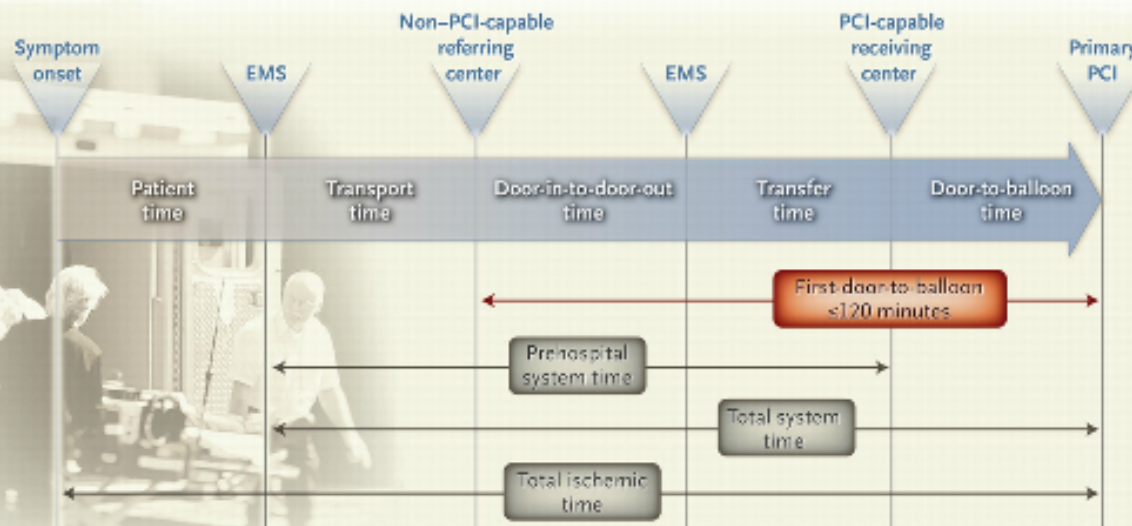 Symptom
onset
EMS
Non–PCI-capable
referring
center
EMS
PCI-capable
receiving
center
Primary
PCI
Patient
time
Transport
time
Door-in-to-door-out
time
Transfer
time
Door-to-balloon
time
First-door-to-balloon
≤120 minutes
Prehospital
system time
Total system
time
Total ischemic
time